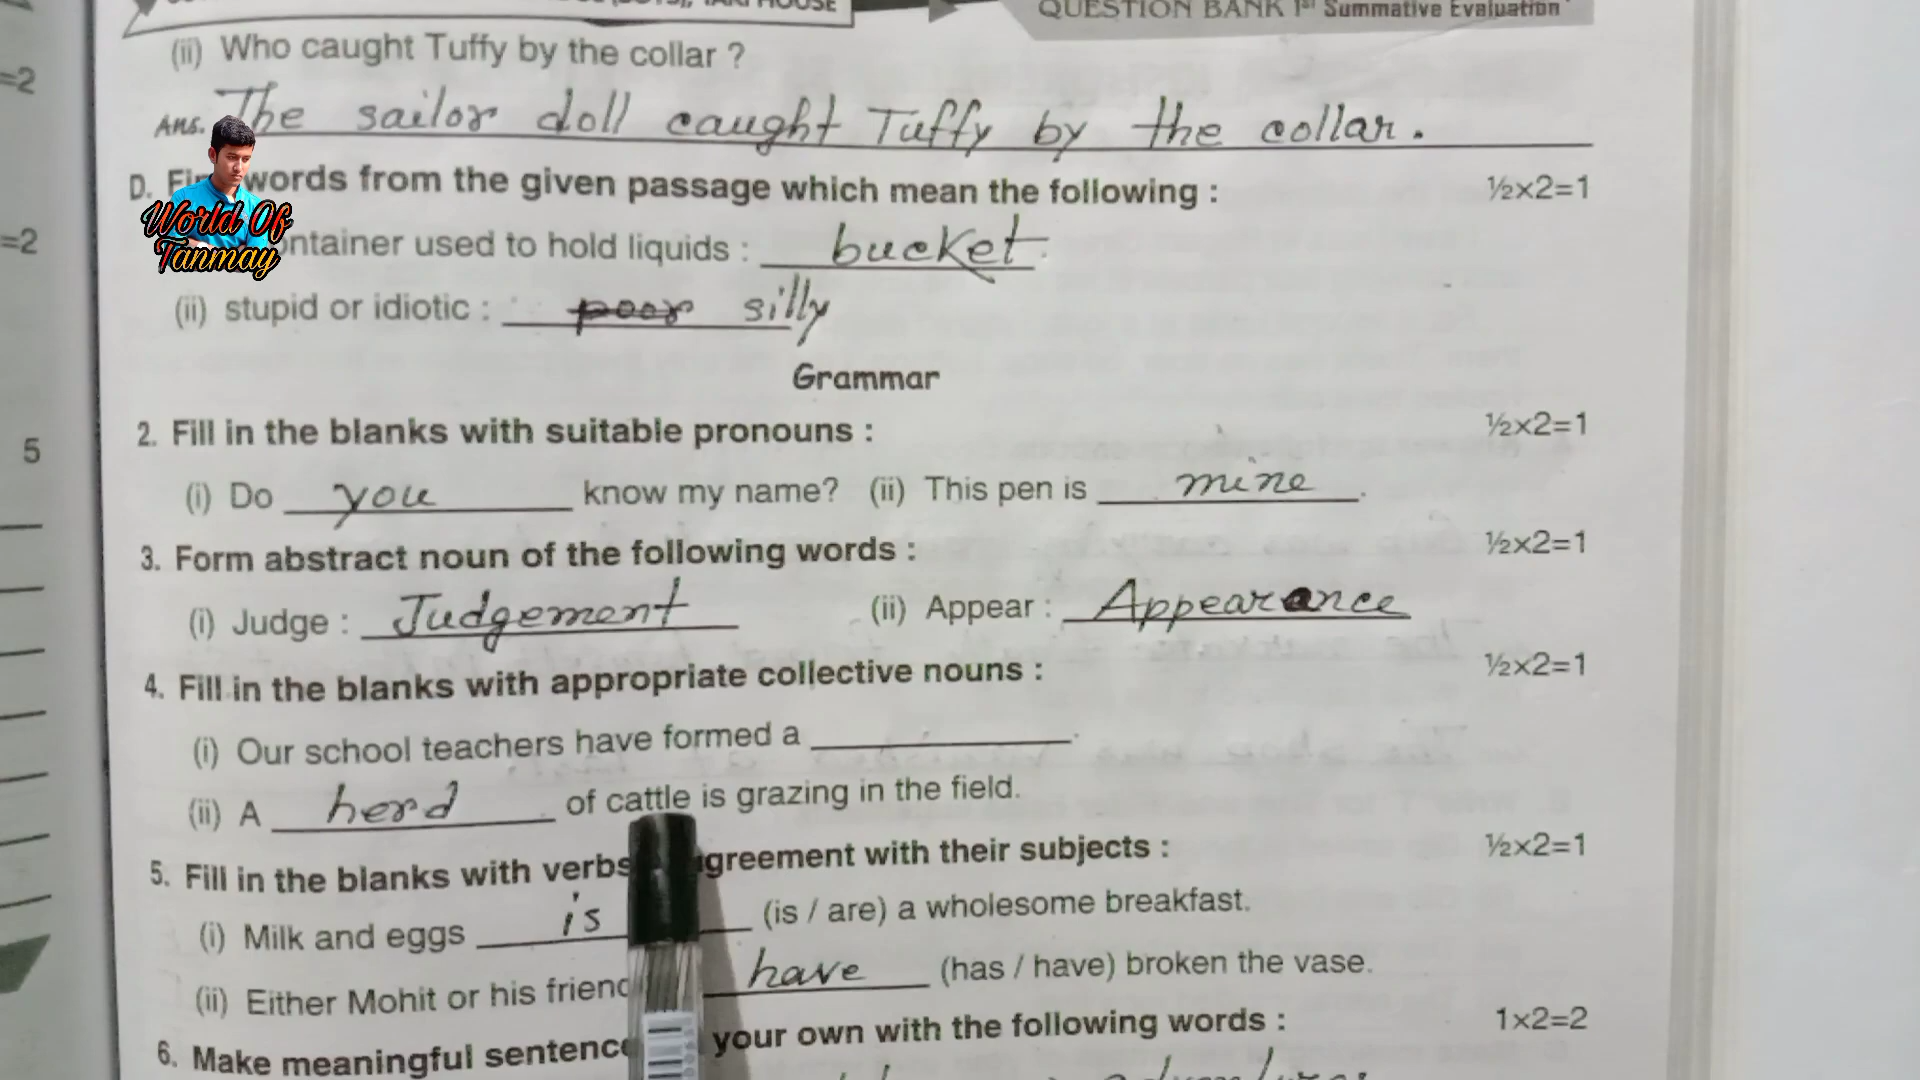 QUESTION BANK 1st Summative Evaluation
=2
(ii) Who caught Tuffy by the collar ?
Ans. The sailor doll caught Tuffy by the collar.
D. words from the given passage which mean the following : ½×2=1
=2
used to hold liquids : bucket
(ii) stupid or idiotic : poor silly
Grammar
2. Fill in the blanks with suitable pronouns : ½×2=1
5
(i) Do you know my name? (ii) This pen is mine.
3. Form abstract noun of the following words : ½×2=1
(i) Judge : Judgement (ii) Appear : Appearance
4. Fill in the blanks with appropriate collective nouns : ½×2=1
(i) Our school teachers have formed a
(ii) A herd of cattle is grazing in the field.
5. Fill in the blanks with verbs agreement with their subjects : ½×2=1
(i) Milk and eggs is (is / are) a wholesome breakfast.
(ii) Either Mohit or his have (has / have) broken the vase.
6. Make meaningful your own with the following words : 1×2=2
World Of
Tanmay